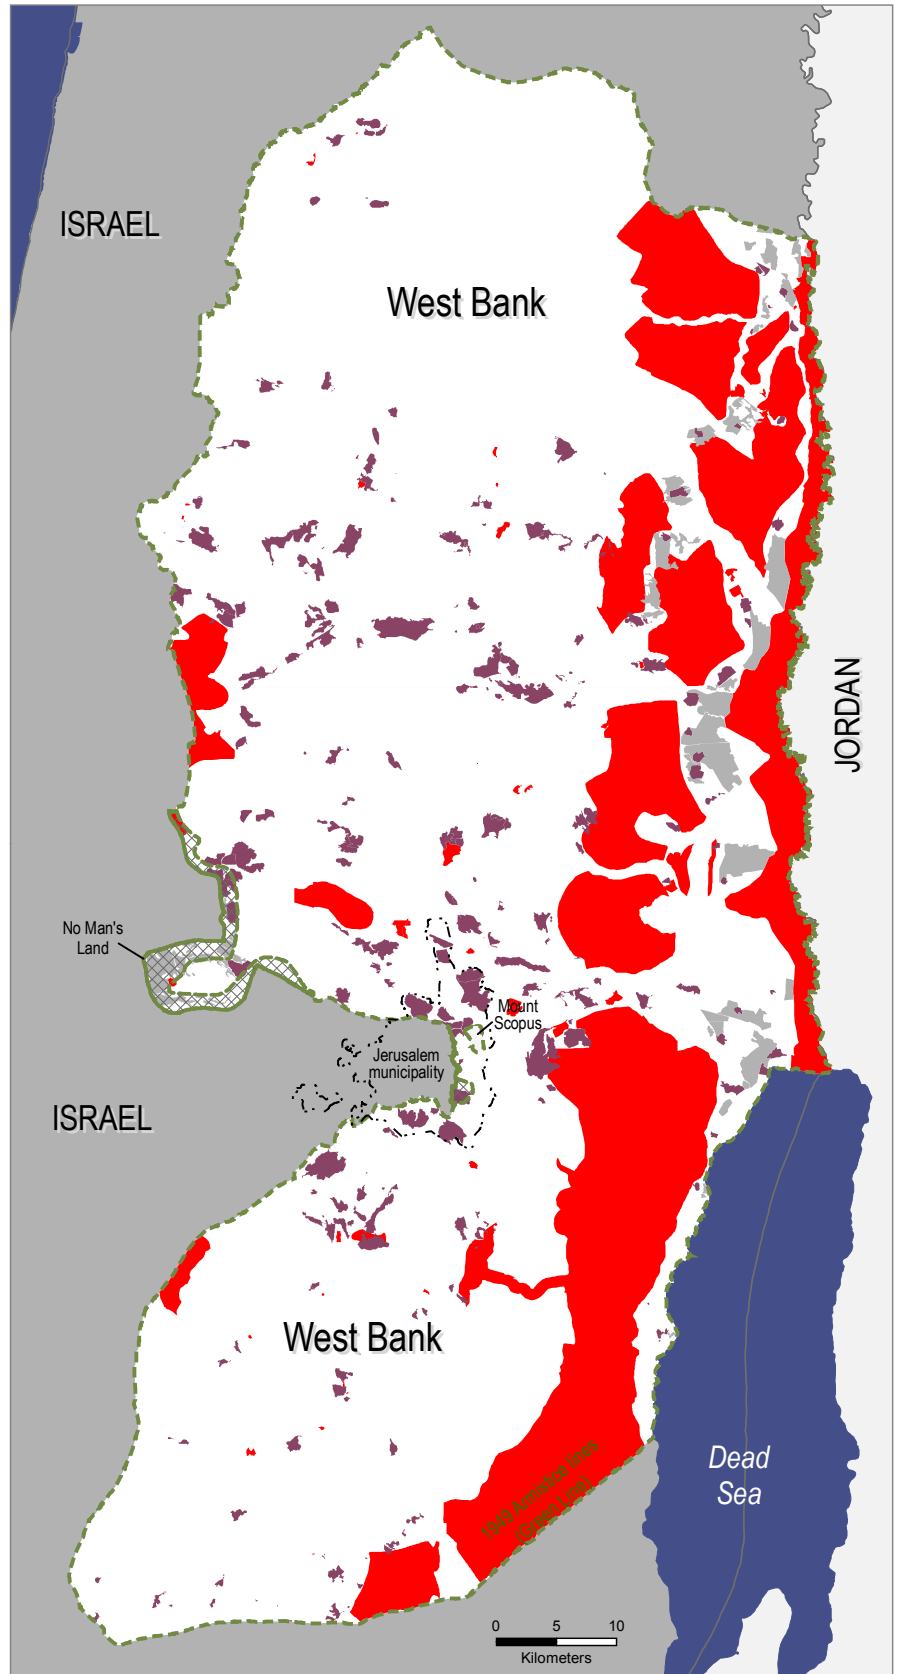 ISRAEL
West Bank
JORDAN
No Man's
Land
Mount
Scopus
Jerusalem
municipality
ISRAEL
West Bank
1949 Armistice lines
(Green Line)
Dead
Sea
0 5 10
Kilometers